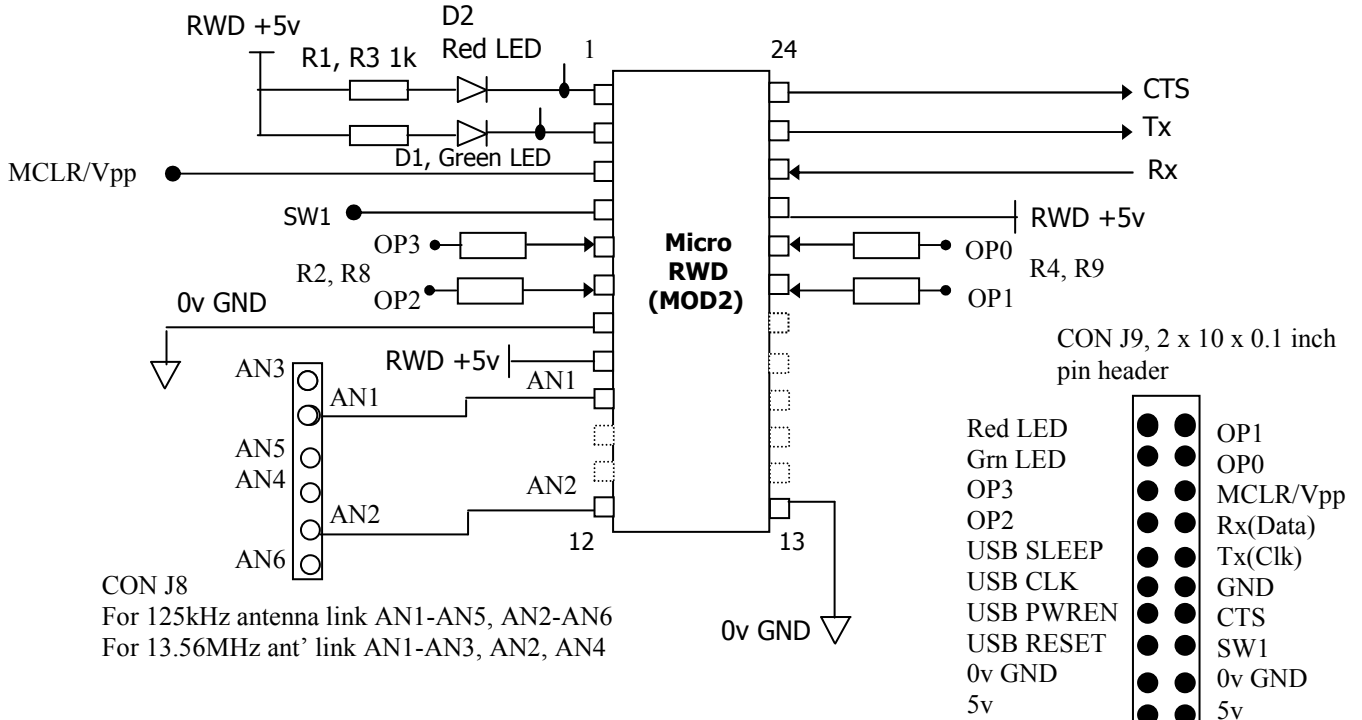 RWD +5v
D2
Red LED
R1, R3 1k
1
24
CTS
Tx
D1, Green LED
MCLR/Vpp
Rx
SW1
RWD +5v
OP3
Micro
RWD
(MOD2)
OP0
R2, R8
R4, R9
OP2
OP1
0v GND
RWD +5v
AN3
AN1
AN1
AN5
AN4
AN2
AN2
AN6
12
13
0v GND
CON J8
For 125kHz antenna link AN1-AN5, AN2-AN6
For 13.56MHz ant’ link AN1-AN3, AN2, AN4
CON J9, 2 x 10 x 0.1 inch
pin header
Red LED
Grn LED
OP3
OP2
USB SLEEP
USB CLK
USB PWREN
USB RESET
0v GND
5v
OP1
OP0
MCLR/Vpp
Rx(Data)
Tx(Clk)
GND
CTS
SW1
0v GND
5v